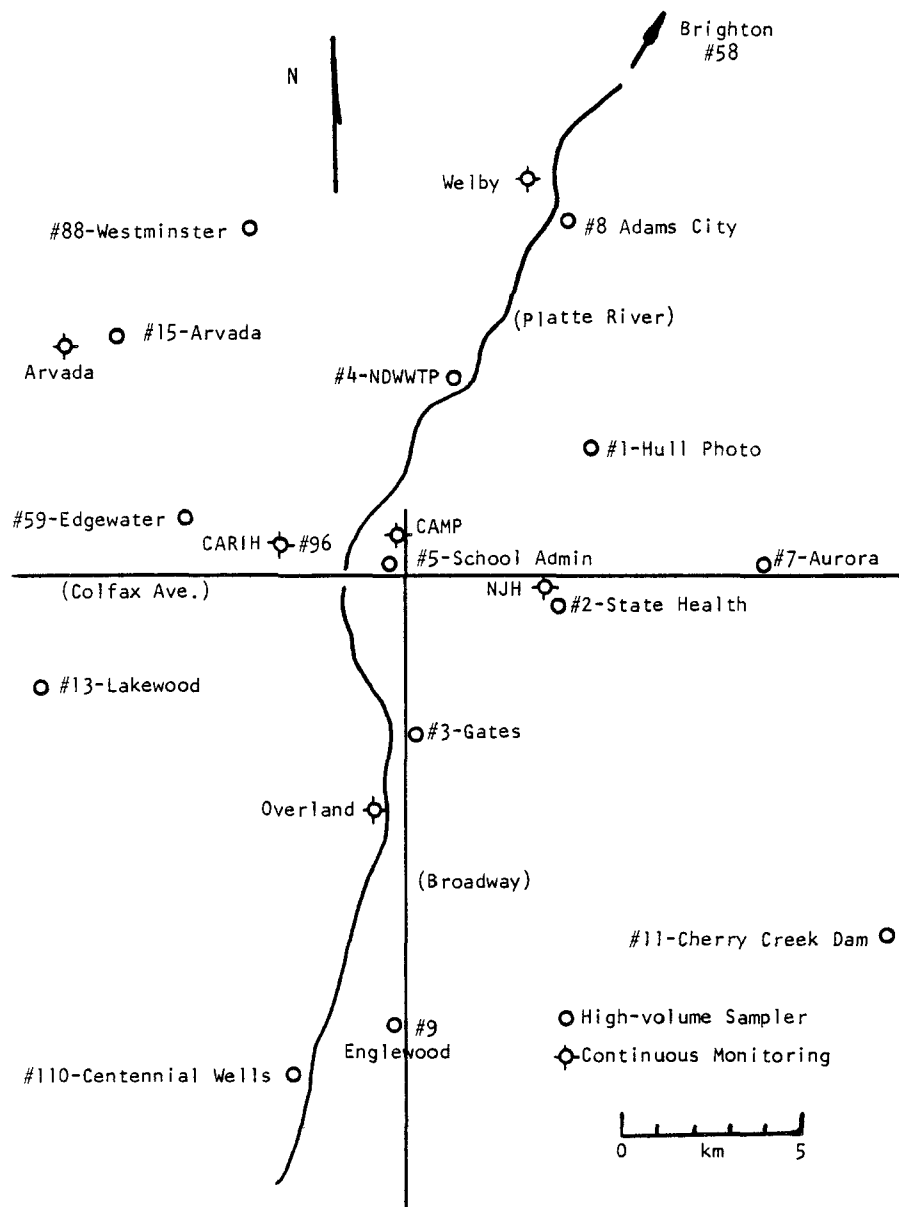 Brighton
#58
N
Welby
#88-Westminster
#8 Adams City
(Platte River)
#15-Arvada
Arvada
#4-NDWWTP
#1-Hull Photo
#59-Edgewater
CARIH
#96
CAMP
#5-School Admin
#7-Aurora
(Colfax Ave.)
NJH
#2-State Health
#13-Lakewood
#3-Gates
Overland
(Broadway)
#11-Cherry Creek Dam
High-volume Sampler
#9
Englewood
Continuous Monitoring
#110-Centennial Wells
0 km 5